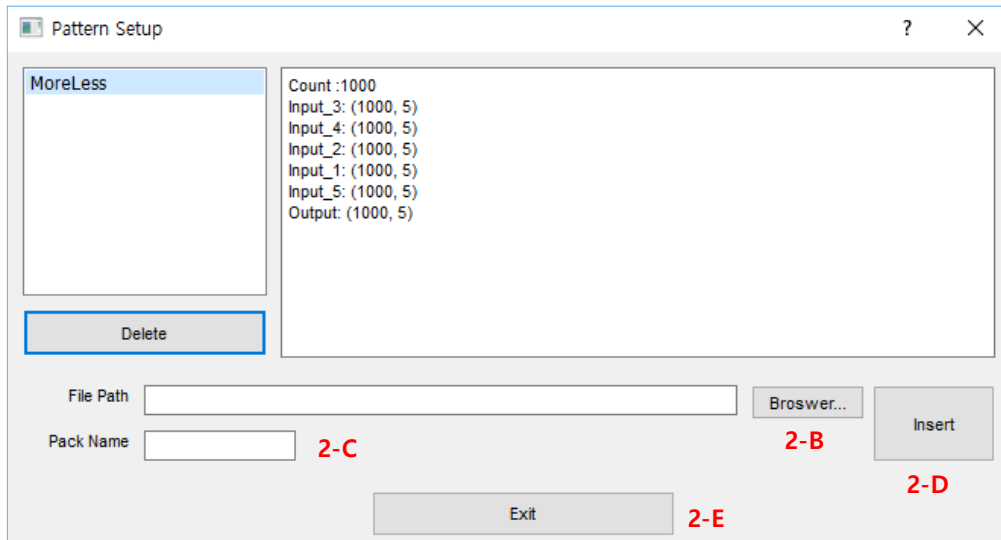 Pattern Setup
?
MoreLess
Count :1000
Input_3: (1000, 5)
Input_4: (1000, 5)
Input_2: (1000, 5)
Input_1: (1000, 5)
Input_5: (1000, 5)
Output: (1000, 5)
Delete
File Path
Broswer...
2-B
Insert
2-D
Pack Name
2-C
Exit
2-E